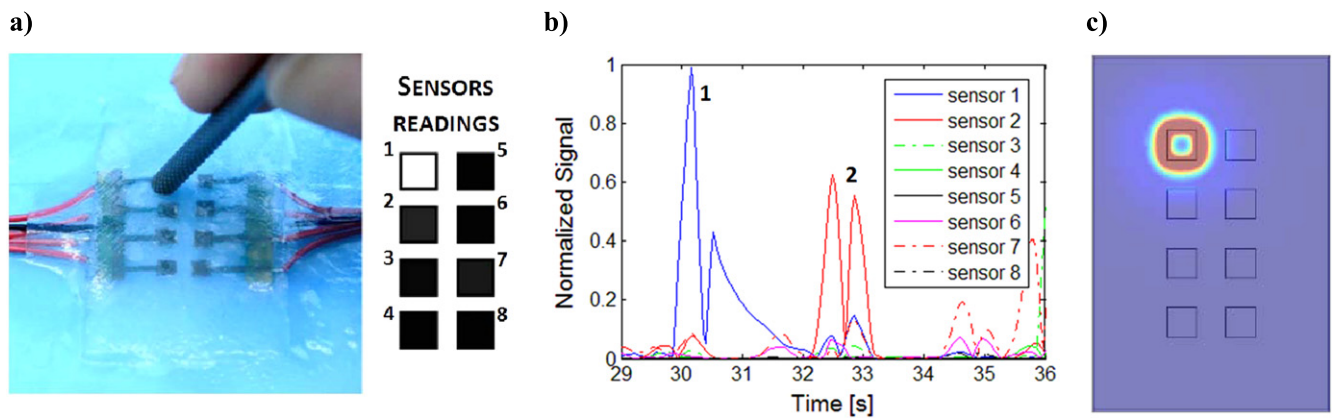 a)
SENSORS
READINGS
1
5
2
6
3
7
4
8
b)
Normalized Signal
1
0.8
0.6
0.4
0.2
0
29
30
31
32
33
34
35
36
Time [s]
1
2
sensor 1
sensor 2
sensor 3
sensor 4
sensor 5
sensor 6
sensor 7
sensor 8
c)